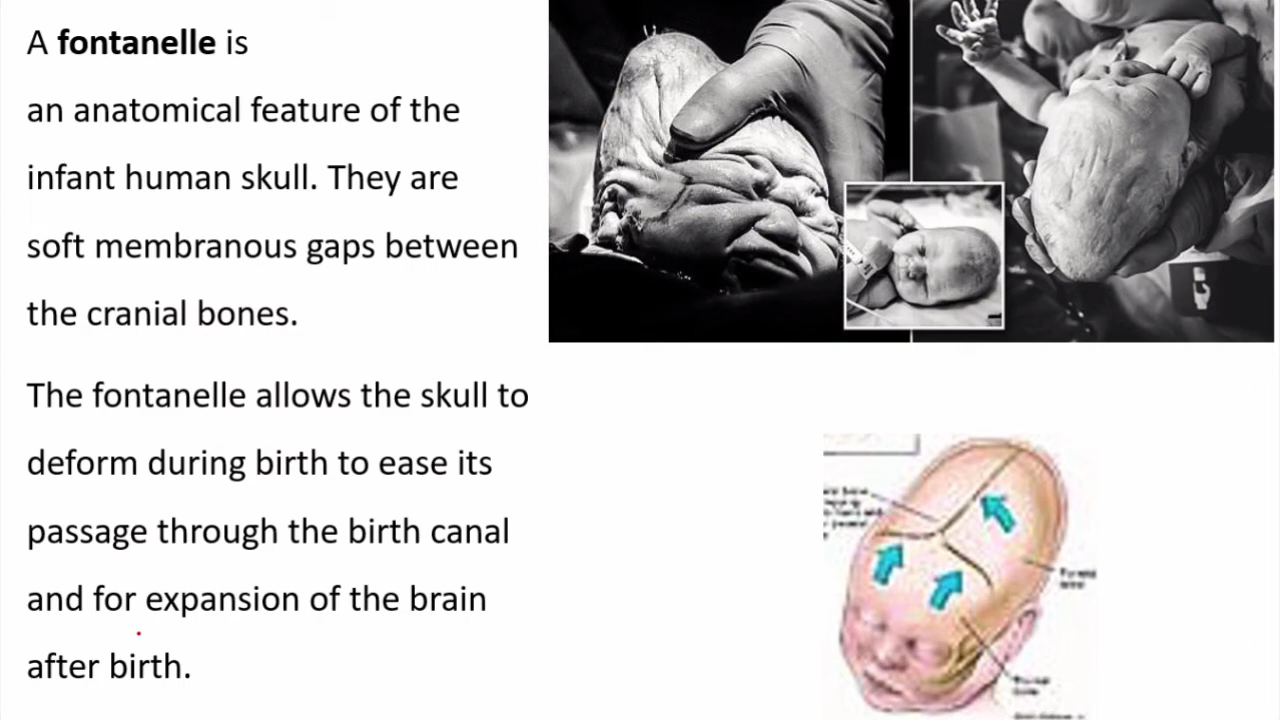 A fontanelle is
an anatomical feature of the
infant human skull. They are
soft membranous gaps between
the cranial bones.
The fontanelle allows the skull to
deform during birth to ease its
passage through the birth canal
and for expansion of the brain
after birth.